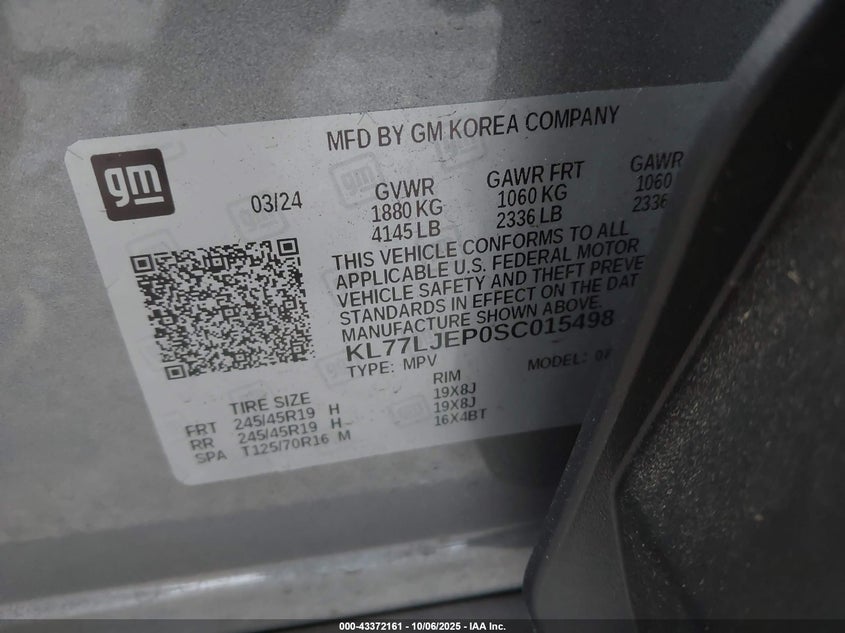 MFD BY GM KOREA COMPANY
gm
03/24
GVWR GAWR FRT GAWR
1880 KG 1060 KG 1060
4145 LB 2336 LB 2336
THIS VEHICLE CONFORMS TO ALL
APPLICABLE U.S. FEDERAL MOTOR
VEHICLE SAFETY AND THEFT PREVE
STANDARDS IN EFFECT ON THE DAT
MANUFACTURE SHOWN ABOVE.
KL77LJEP0SC015498
TYPE: MPV MODEL: 07
TIRE SIZE RIM
FRT 245/45R19 H 19X8J
RR 245/45R19 H 19X8J
SPA T125/70R16 M 16X4BT
000-43372161 - 10/06/2025 - IAA Inc.